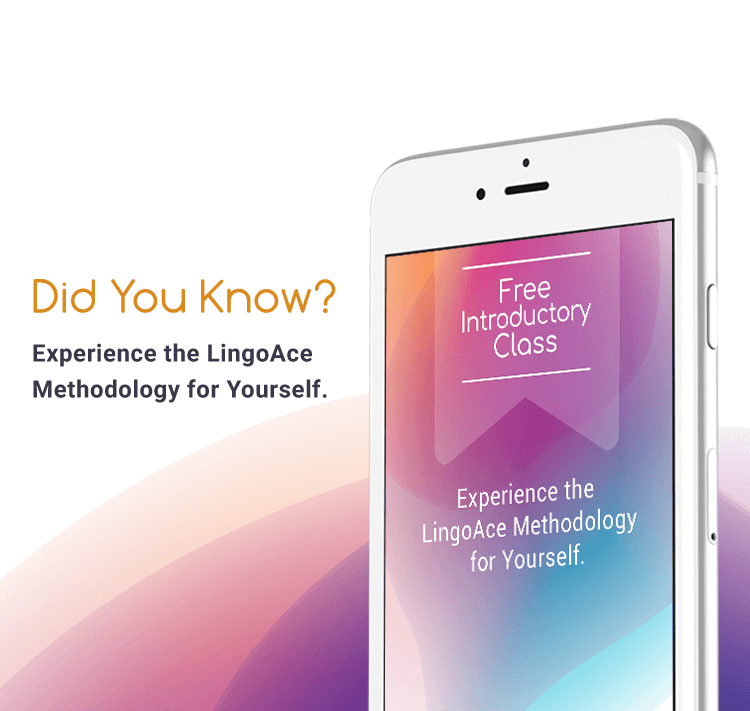 Did You Know?
Experience the LingoAce
Methodology for Yourself.
Free
Introductory
Class
Experience the
LingoAce Methodology
for Yourself.